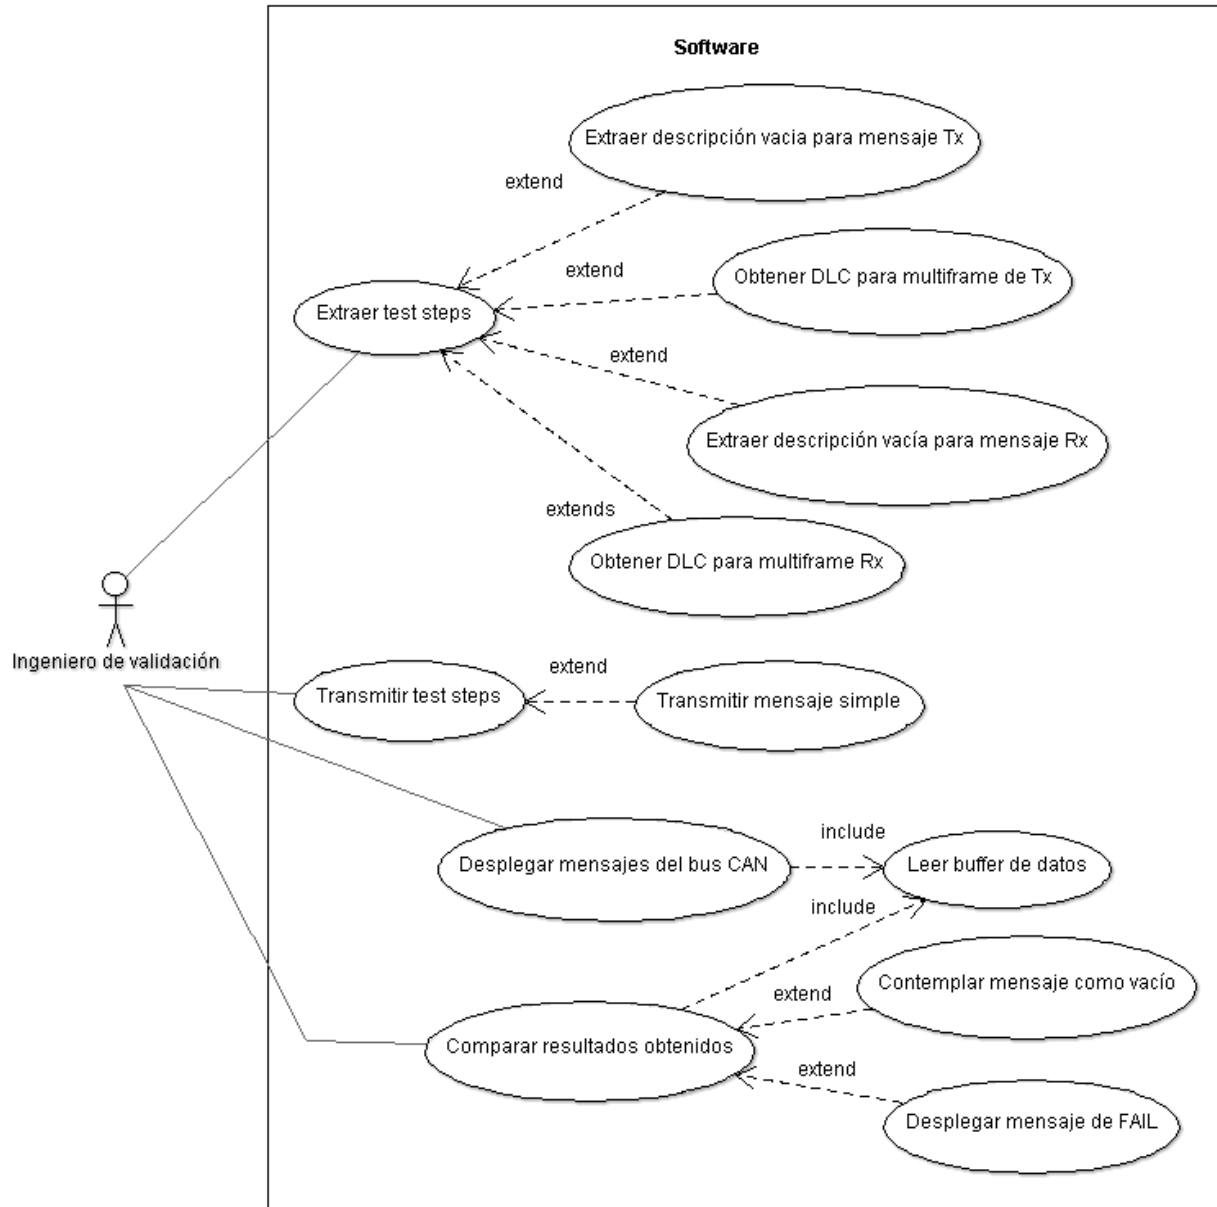 Software
Extraer descripción vacia para mensaje Tx
extend
Obtener DLC para multiframe de Tx
extend
Extraer test steps
extend
Extraer descripción vacía para mensaje Rx
extends
Obtener DLC para multiframe Rx
Ingeniero de validación
extend
Transmitir test steps
Transmitir mensaje simple
include
Desplegar mensajes del bus CAN
Leer buffer de datos
include
Contemplar mensaje como vacío
extend
Comparar resultados obtenidos
extend
Desplegar mensaje de FAIL